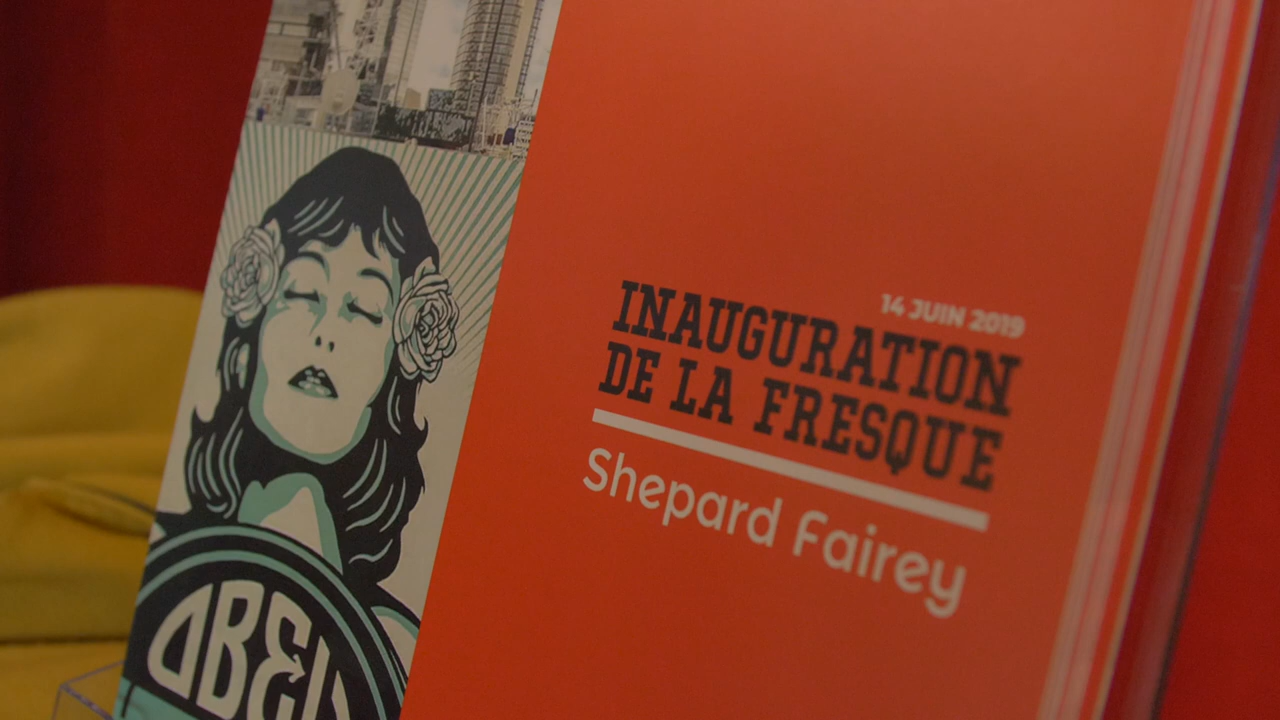 14 JUIN 2019
INAUGURATION
DE LA FRESQUE
Shepard Fairey
OBEY